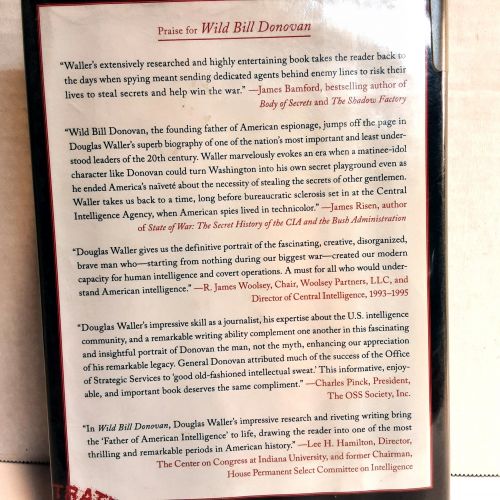 Praise for Wild Bill Donovan
“Waller’s extensively researched and highly entertaining book takes the reader back to
the days when spying meant sending dedicated agents behind enemy lines to risk their
lives to steal secrets and help win the war.” —James Bamford, bestselling author of
Body of Secrets and The Shadow Factory
“Wild Bill Donovan, the founding father of American espionage, jumps off the page in
Douglas Waller’s superb biography of one of the nation’s most important and least under-
stood leaders of the 20th century. Waller marvelously evokes an era when a matinee-idol
character like Donovan could turn Washington into his own secret playground even as
he ended America’s naïveté about the necessity of stealing the secrets of other gentlemen.
Waller takes us back to a time, long before bureaucratic sclerosis set in at the Central
Intelligence Agency, when American spies lived in technicolor.” —James Risen, author
of State of War: The Secret History of the CIA and the Bush Administration
“Douglas Waller gives us the definitive portrait of the fascinating, creative, disorganized,
brave man who—starting from nothing during our biggest war—created our modern
capacity for human intelligence and covert operations. A must for all who would under-
stand American intelligence.” —R. James Woolsey, Chair, Woolsey Partners, LLC, and
Director of Central Intelligence, 1993–1995
“Douglas Waller’s impressive skill as a journalist, his expertise about the U.S. intelligence
community, and a remarkable writing ability complement one another in this fascinating
and insightful portrait of Donovan the man, not the myth, enhancing our appreciation
of his remarkable legacy. General Donovan attributed much of the success of the Office
of Strategic Services to ‘good old-fashioned intellectual sweat.’ This informative, enjoy-
able, and important book deserves the same compliment.” —Charles Pinck, President,
The OSS Society, Inc.
“In Wild Bill Donovan, Douglas Waller’s impressive research and riveting writing bring
the ‘Father of American Intelligence’ to life, drawing the reader into one of the most
thrilling and remarkable periods in American history.” —Lee H. Hamilton, Director,
The Center on Congress at Indiana University, and former Chairman,
House Permanent Select Committee on Intelligence